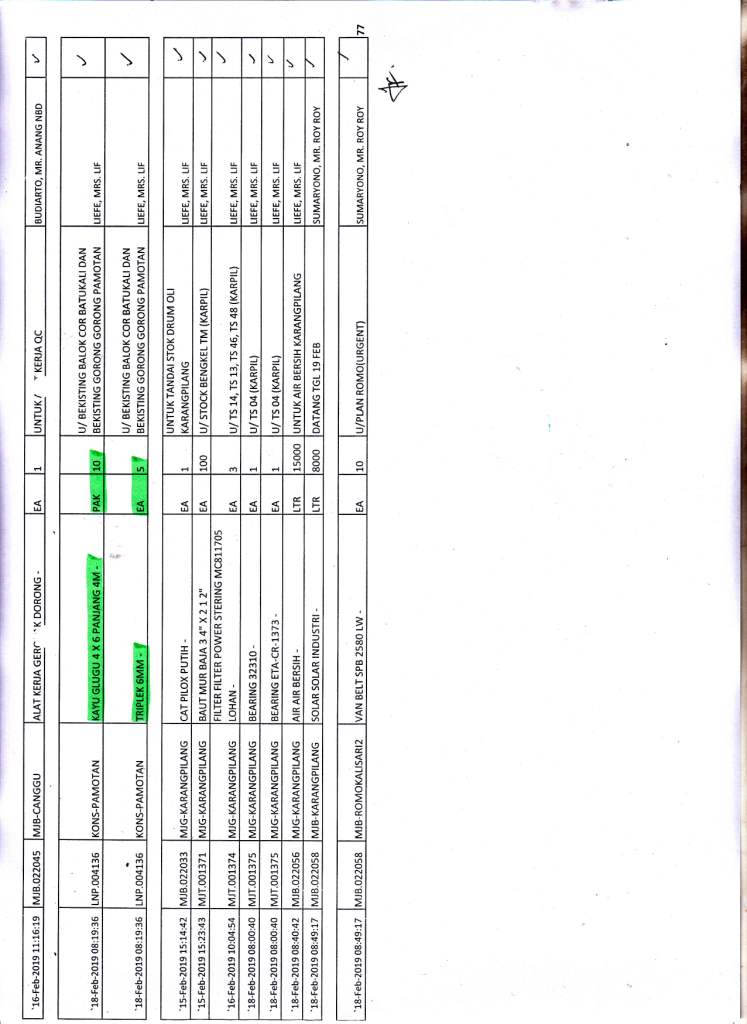 '16-Feb-2019 11:16:19 MJB.022045 MJB-CANGGU ALAT KERJA K DORONG - EA 1 UNTUK / KERJA QC BUDIARTO, MR. ANANG NBD ✓
'18-Feb-2019 08:19:36 LNP.004136 KONS-PAMOTAN KAYU GLUGU 4 X 6 PANJANG 4M - PAK 10 U/ BEKISTING BALOK COR BATUKALI DAN
BEKISTING GORONG GORONG PAMOTAN LIEFE, MRS. LIF ✓
'18-Feb-2019 08:19:36 LNP.004136 KONS-PAMOTAN TRIPLEK 6MM - EA 5 U/ BEKISTING BALOK COR BATUKALI DAN
BEKISTING GORONG GORONG PAMOTAN LIEFE, MRS. LIF ✓
'15-Feb-2019 15:14:42 MJB.022033 MJG-KARANGPILANG CAT PILOX PUTIH - EA 1 UNTUK TANDAI STOK DRUM OLI
KARANGPILANG LIEFE, MRS. LIF ✓
'15-Feb-2019 15:23:43 MJT.001371 MJG-KARANGPILANG BAUT MUR BAJA 3 4" X 2 1 2" EA 100 U/ STOCK BENGKEL TM (KARPIL) LIEFE, MRS. LIF ✓
'16-Feb-2019 10:04:54 MJT.001374 MJG-KARANGPILANG FILTER FILTER POWER STERING MC811705
LOHAN - EA 3 U/ TS 14, TS 13, TS 46, TS 48 (KARPIL) LIEFE, MRS. LIF ✓
'18-Feb-2019 08:00:40 MJT.001375 MJG-KARANGPILANG BEARING 32310 - EA 1 U/ TS 04 (KARPIL) LIEFE, MRS. LIF ✓
'18-Feb-2019 08:00:40 MJT.001375 MJG-KARANGPILANG BEARING ETA-CR-1373 - EA 1 U/ TS 04 (KARPIL) LIEFE, MRS. LIF ✓
'18-Feb-2019 08:40:42 MJB.022056 MJG-KARANGPILANG AIR AIR BERSIH - LTR 15000 UNTUK AIR BERSIH KARANGPILANG LIEFE, MRS. LIF ✓
'18-Feb-2019 08:49:17 MJB.022058 MJB-KARANGPILANG SOLAR SOLAR INDUSTRI - LTR 8000 DATANG TGL 19 FEB SUMARYONO, MR. ROY ROY ✓
'18-Feb-2019 08:49:17 MJB.022058 MJB-ROMOKALISARI2 VAN BELT SPB 2580 LW - EA 10 U/PLAN ROMO(URGENT) SUMARYONO, MR. ROY ROY ✓
77